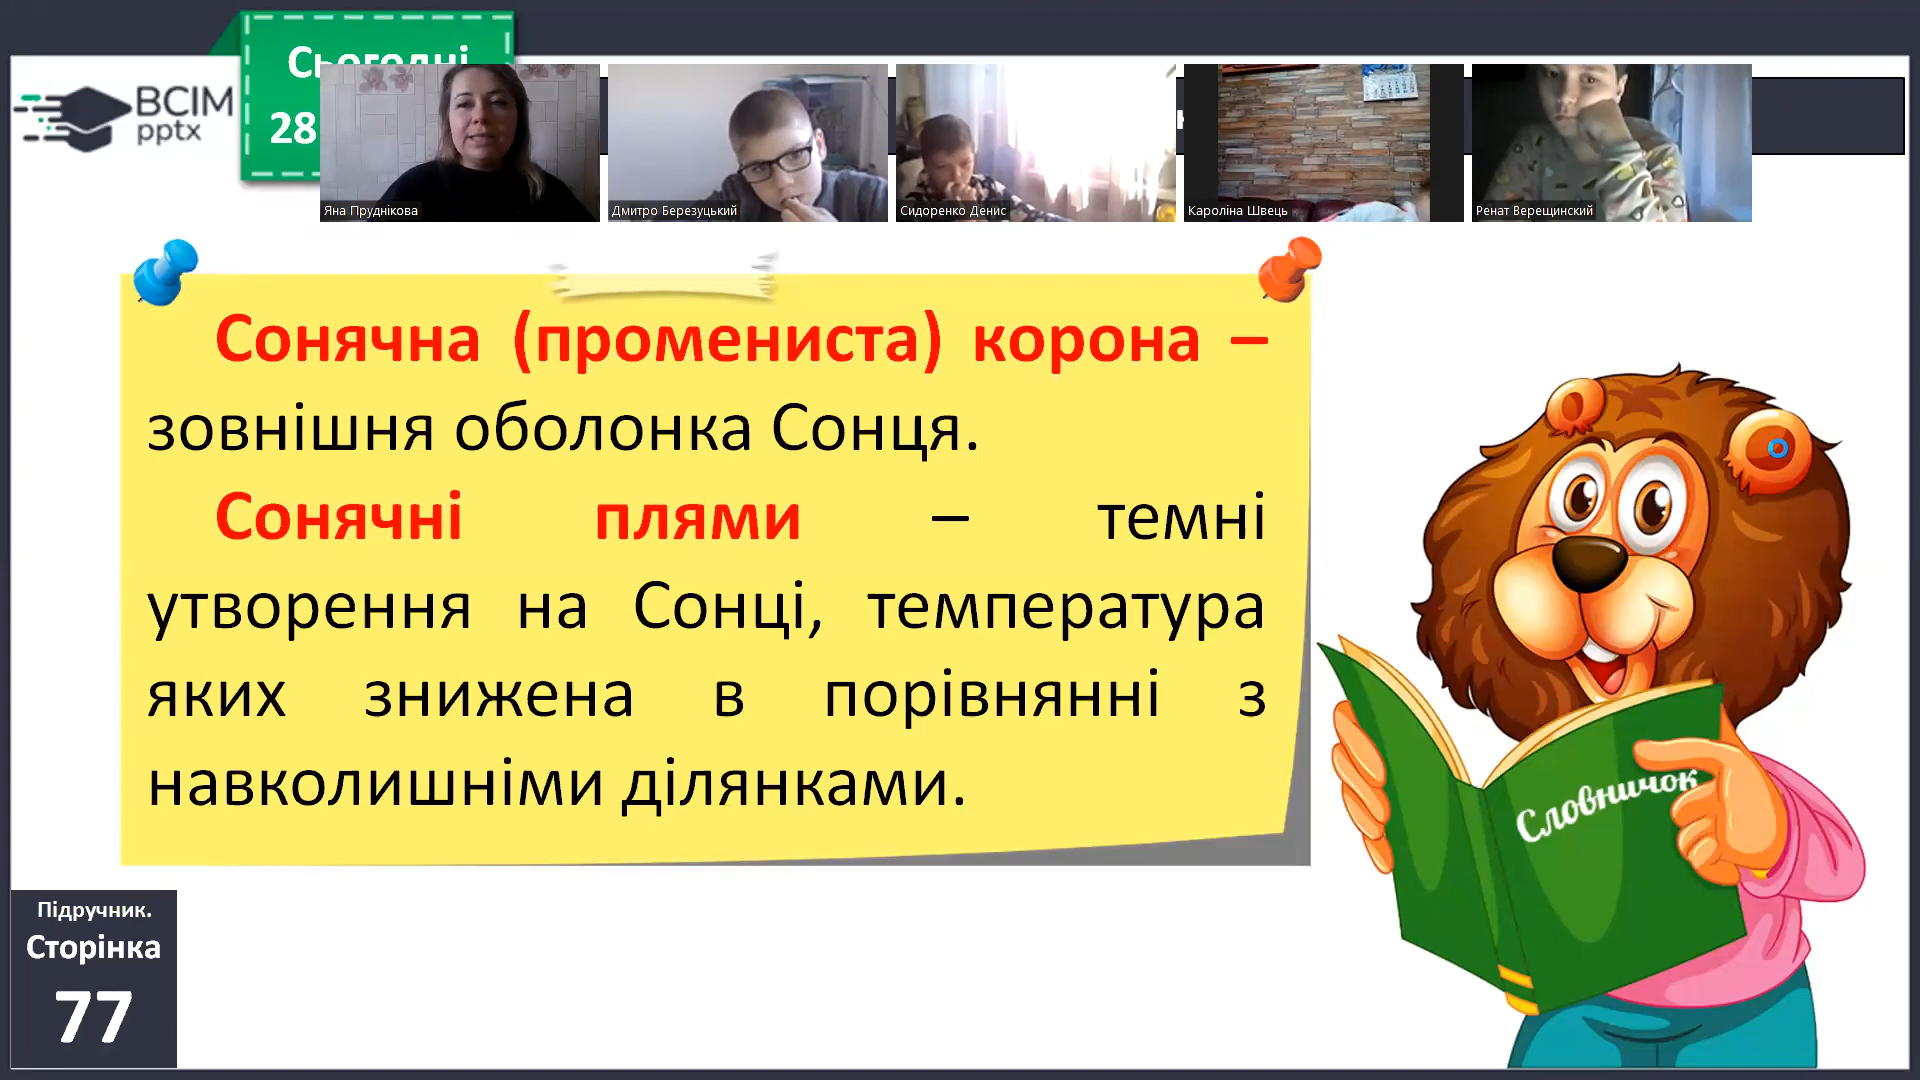 Сьогодні
28
ВСІМ
pptx
Яна Пруднікова
Дмитро Березуцький
Сидоренко Денис
Кароліна Швець
Ренат Верещинский
Сонячна (промениста) корона –
зовнішня оболонка Сонця.
Сонячні плями – темні
утворення на Сонці, температура
яких знижена в порівнянні з
навколишніми ділянками.
Словничок
Підручник.
Сторінка
77